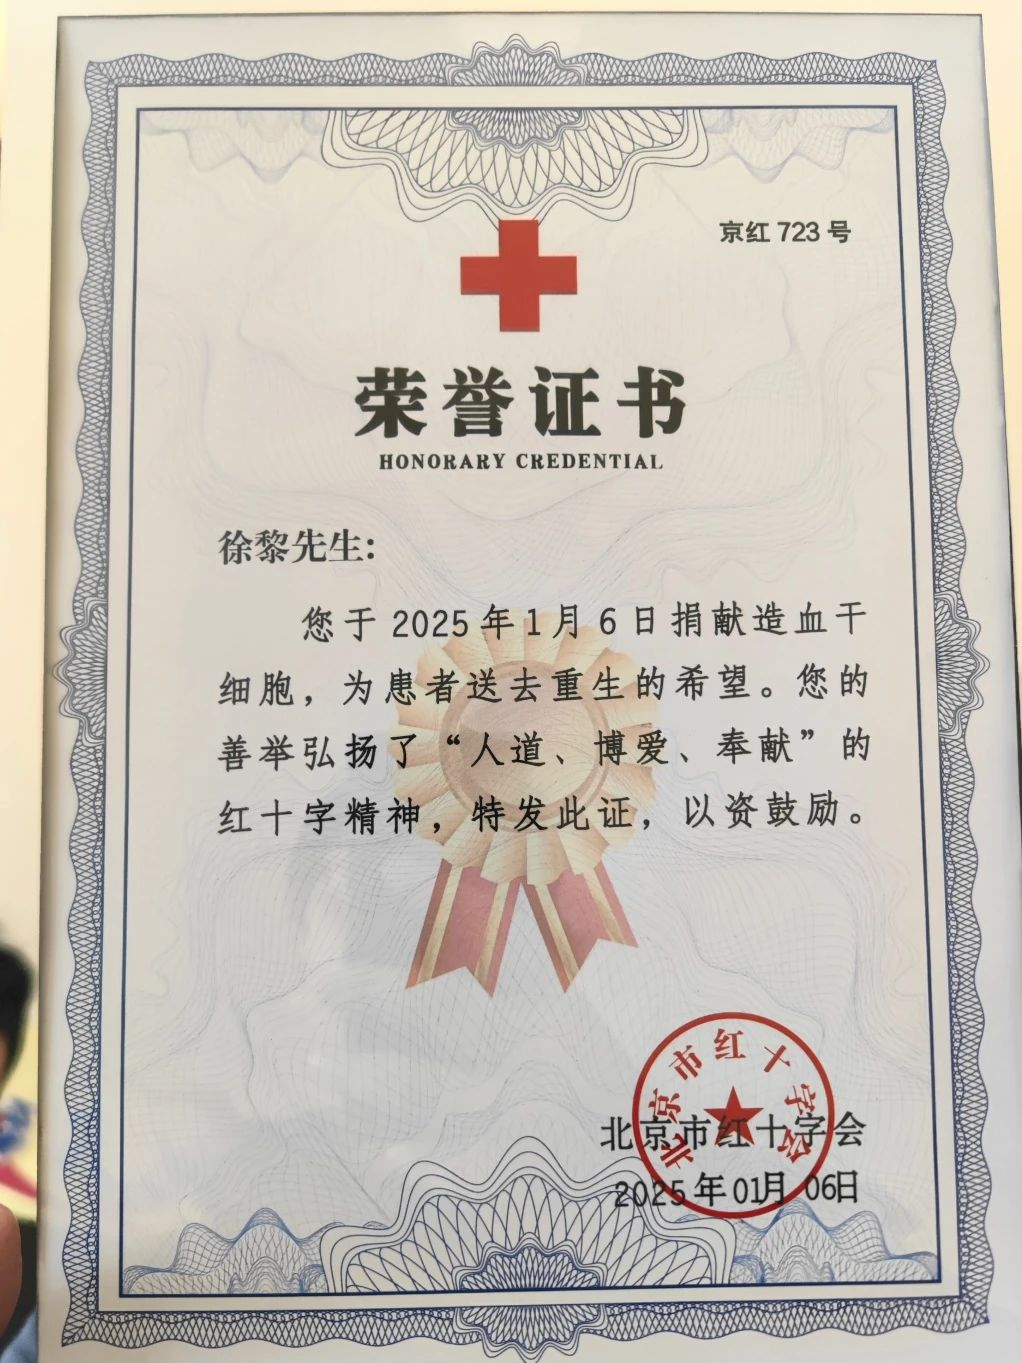 京红 723 号
荣誉证书
HONORARY CREDENTIAL
徐黎先生：
您于 2025 年 1 月 6 日捐献造血干
细胞，为患者送去重生的希望。您的
善举弘扬了“人道、博爱、奉献”的
红十字精神，特发此证，以资鼓励。
北京市红十字会
北京市红十字会
2025 年 01月 06日